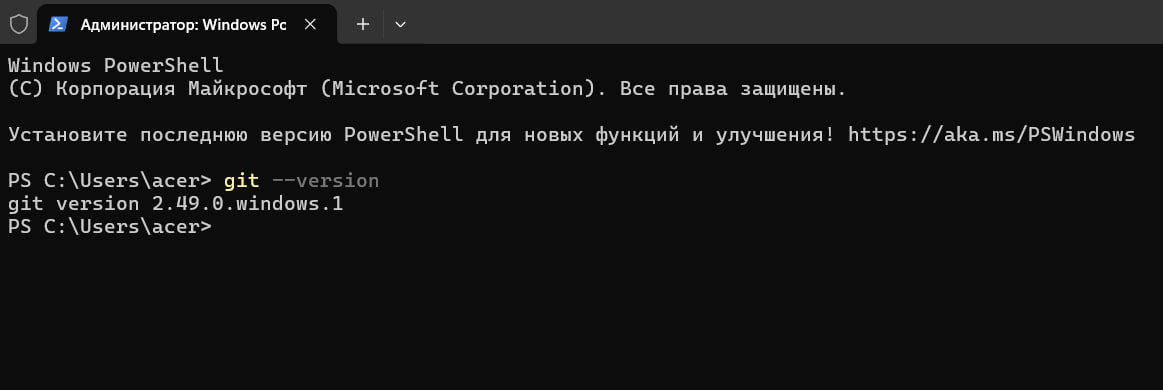 Администратор: Windows Po
Windows PowerShell
(C) Корпорация Майкрософт (Microsoft Corporation). Все права защищены.
Установите последнюю версию PowerShell для новых функций и улучшения! https://aka.ms/PSWindows
PS C:\Users\acer> git --version
git version 2.49.0.windows.1
PS C:\Users\acer>